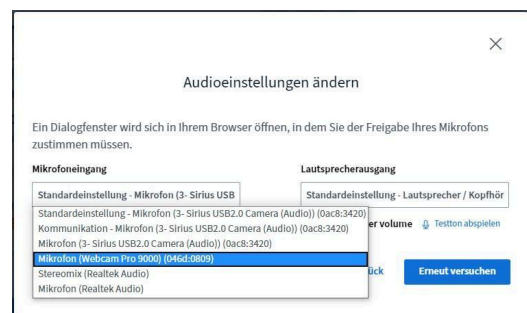 Audioeinstellungen ändern
Ein Dialogfenster wird sich in Ihrem Browser öffnen, in dem Sie der Freigabe Ihres Mikrofons
zustimmen müssen.
Mikrofoneingang
Lautsprecherausgang
Standardeinstellung - Mikrofon (3- Sirius USB
Standardeinstellung - Lautsprecher / Kopfhör
Standardeinstellung - Mikrofon (3- Sirius USB2.0 Camera (Audio)) (0ac8:3420)
Kommunikation - Mikrofon (3- Sirius USB2.0 Camera (Audio)) (0ac8:3420)
Mikrofon (3- Sirius USB2.0 Camera (Audio)) (0ac8:3420)
Mikrofon (Webcam Pro 9000) (046d:0809)
Stereomix (Realtek Audio)
Mikrofon (Realtek Audio)
er volume Testton abspielen
ück Erneut versuchen